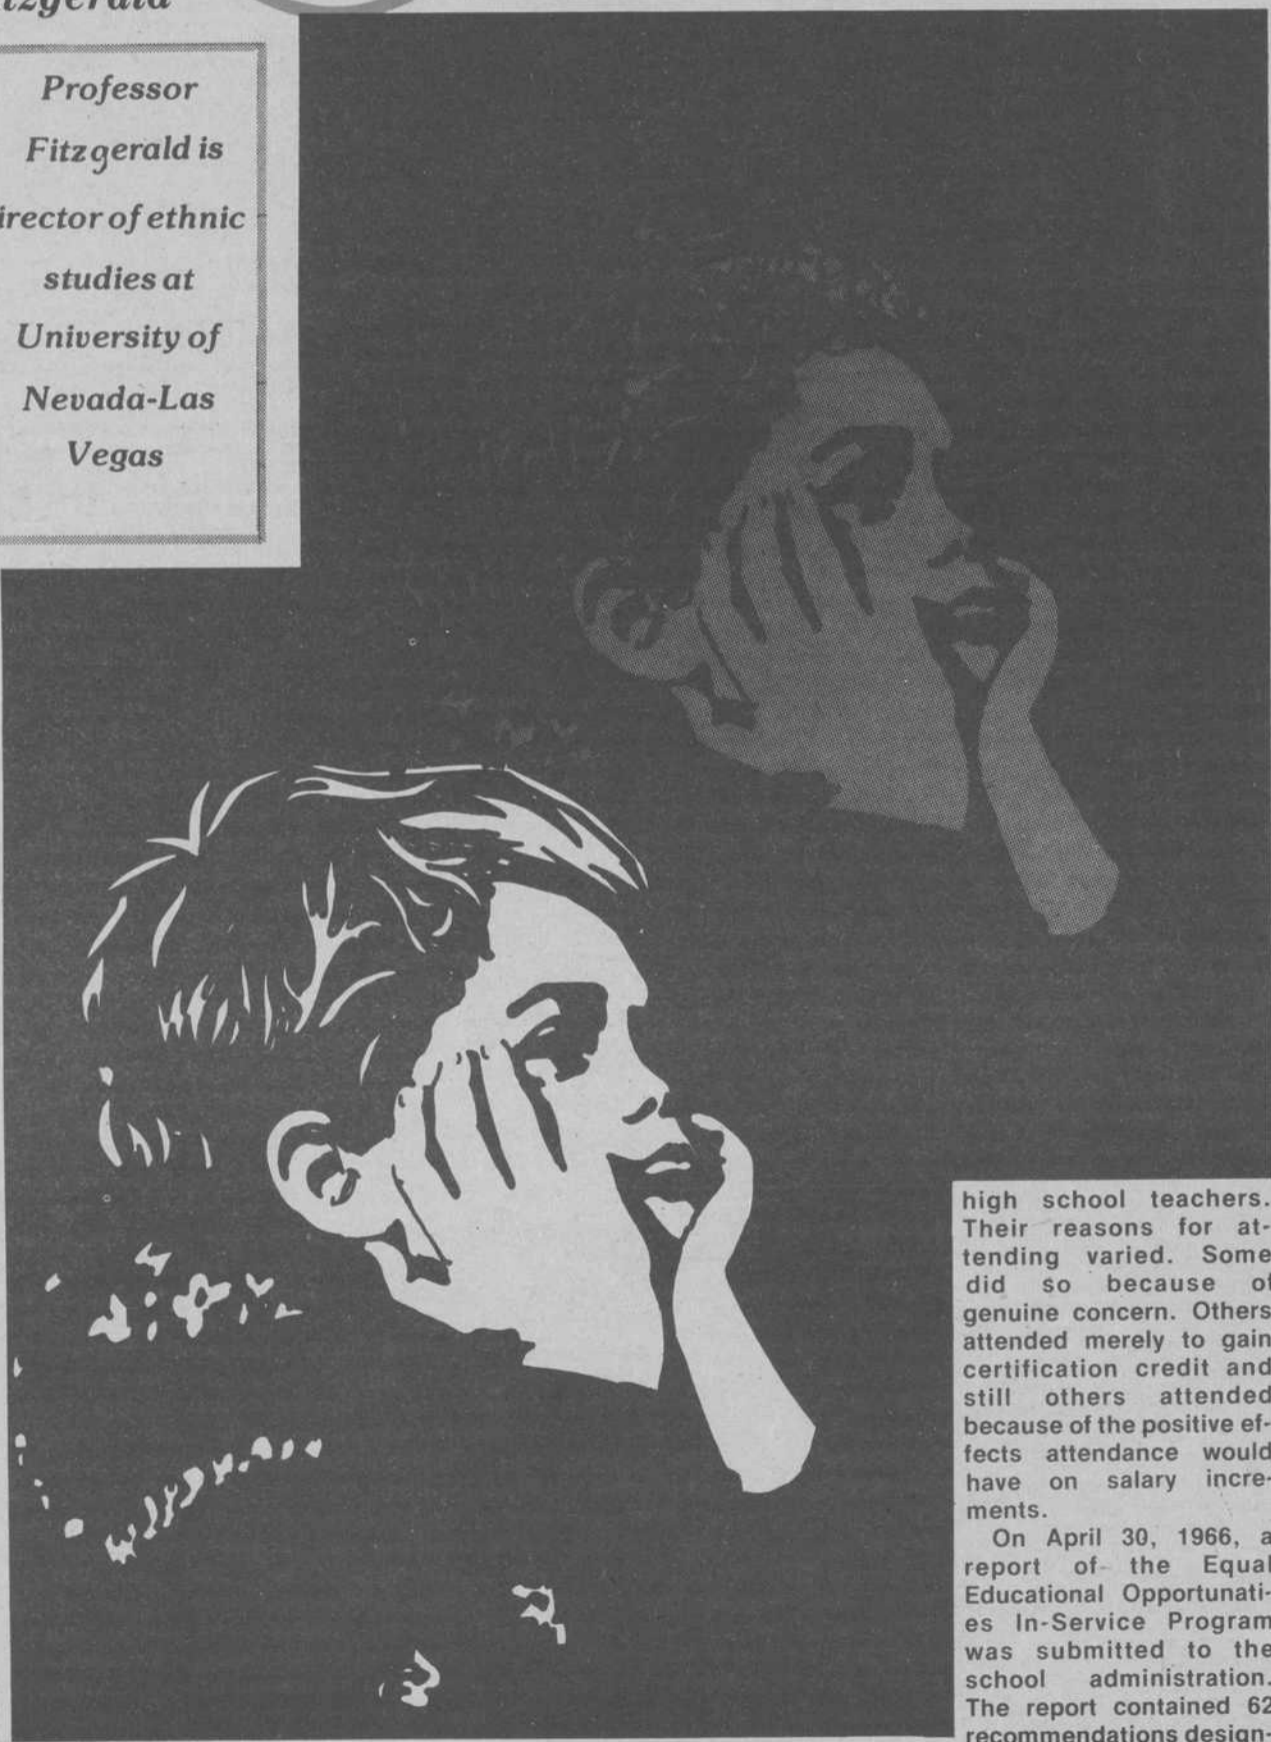 Professor
Fitzgerald is
irector of ethnic
studies at
University of
Nevada-Las
Vegas
high school teachers.
Their reasons for at-
tending varied. Some
did so because of
genuine concern. Others
attended merely to gain
certification credit and
still others attended
because of the positive ef-
fects attendance would
have on salary incre-
ments.
On April 30, 1966, a
report of the Equal
Educational Opportunati-
es In-Service Program
was submitted to the
school administration.
The report contained 62
recommendations design-